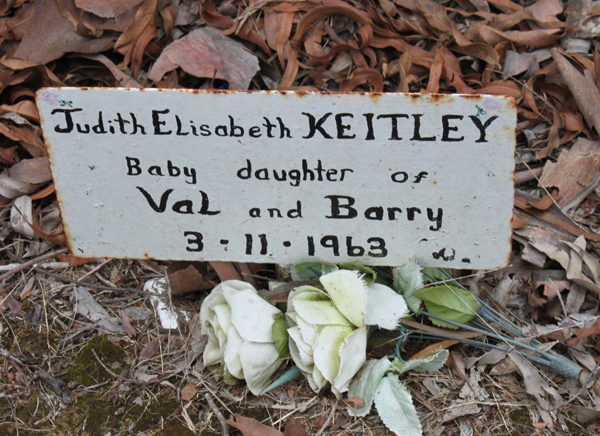 Judith Elisabeth KEITLEY
Baby daughter of
Val and Barry
3 - 11 - 1963